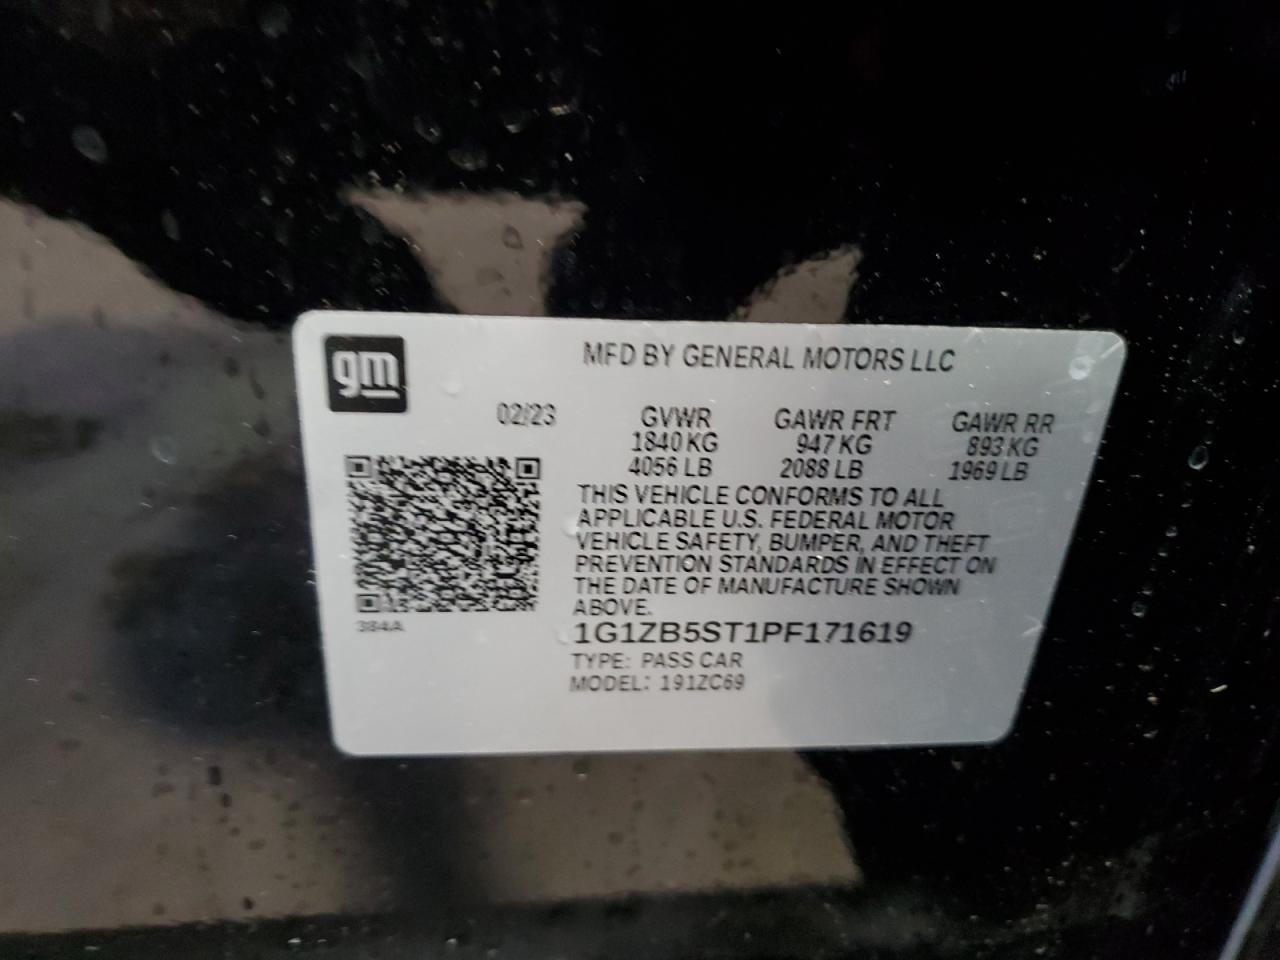 gm
MFD BY GENERAL MOTORS LLC
02/23 GVWR GAWR FRT GAWR RR
1840 KG 947 KG 893 KG
4056 LB 2088 LB 1969 LB
THIS VEHICLE CONFORMS TO ALL
APPLICABLE U.S. FEDERAL MOTOR
VEHICLE SAFETY, BUMPER, AND THEFT
PREVENTION STANDARDS IN EFFECT ON
THE DATE OF MANUFACTURE SHOWN
ABOVE.
384A
1G1ZB5ST1PF171619
TYPE: PASS CAR
MODEL: 191ZC69